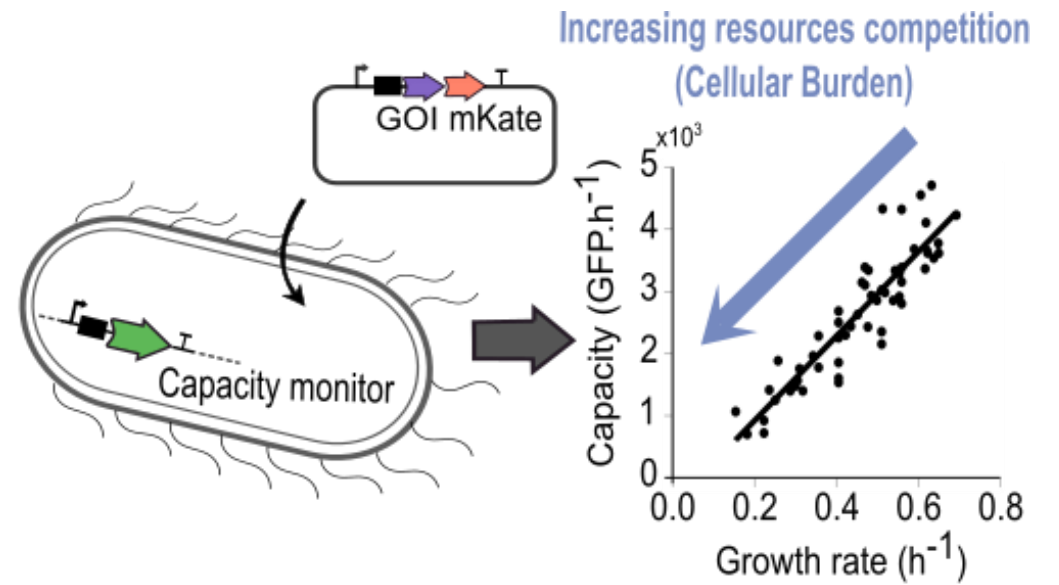 Increasing resources competition
(Cellular Burden)
GOI mKate
Capacity monitor
x10³
5
4
3
2
1
0
Capacity (GFP.h⁻¹)
0.0 0.2 0.4 0.6 0.8
Growth rate (h⁻¹)